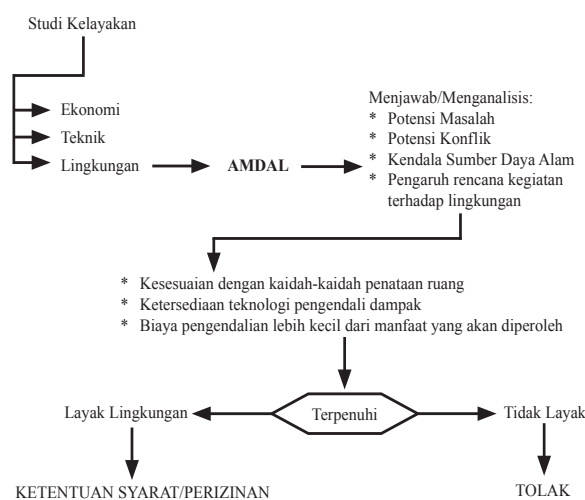 Studi Kelayakan
Ekonomi
Teknik
Lingkungan
AMDAL
Menjawab/Menganalisis:
* Potensi Masalah
* Potensi Konflik
* Kendala Sumber Daya Alam
* Pengaruh rencana kegiatan
terhadap lingkungan
* Kesesuaian dengan kaidah-kaidah penataan ruang
* Ketersediaan teknologi pengendali dampak
* Biaya pengendalian lebih kecil dari manfaat yang akan diperoleh
Layak Lingkungan
Terpenuhi
Tidak Layak
KETENTUAN SYARAT/PERIZINAN
TOLAK